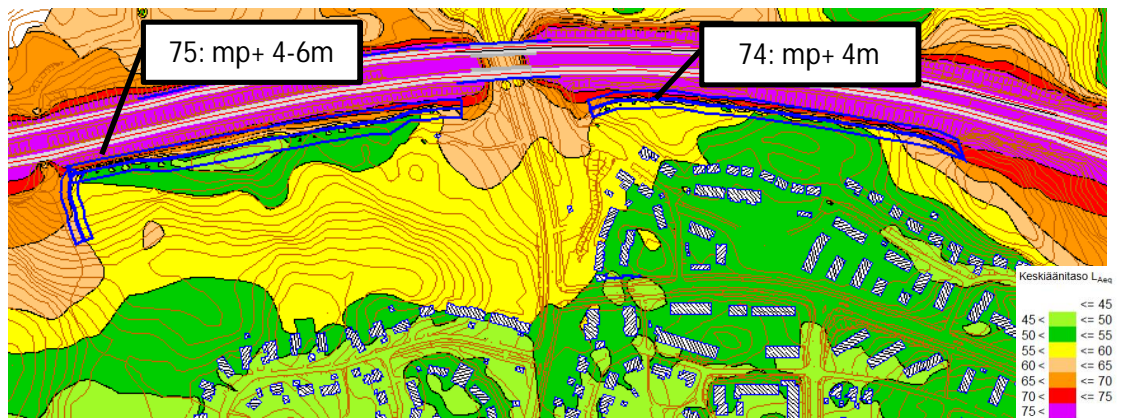 75: mp+ 4-6m
74: mp+ 4m
Keskiäänitaso LAeq
<= 45
45 < <= 50
50 < <= 55
55 < <= 60
60 < <= 65
65 < <= 70
70 < <= 75
75 <